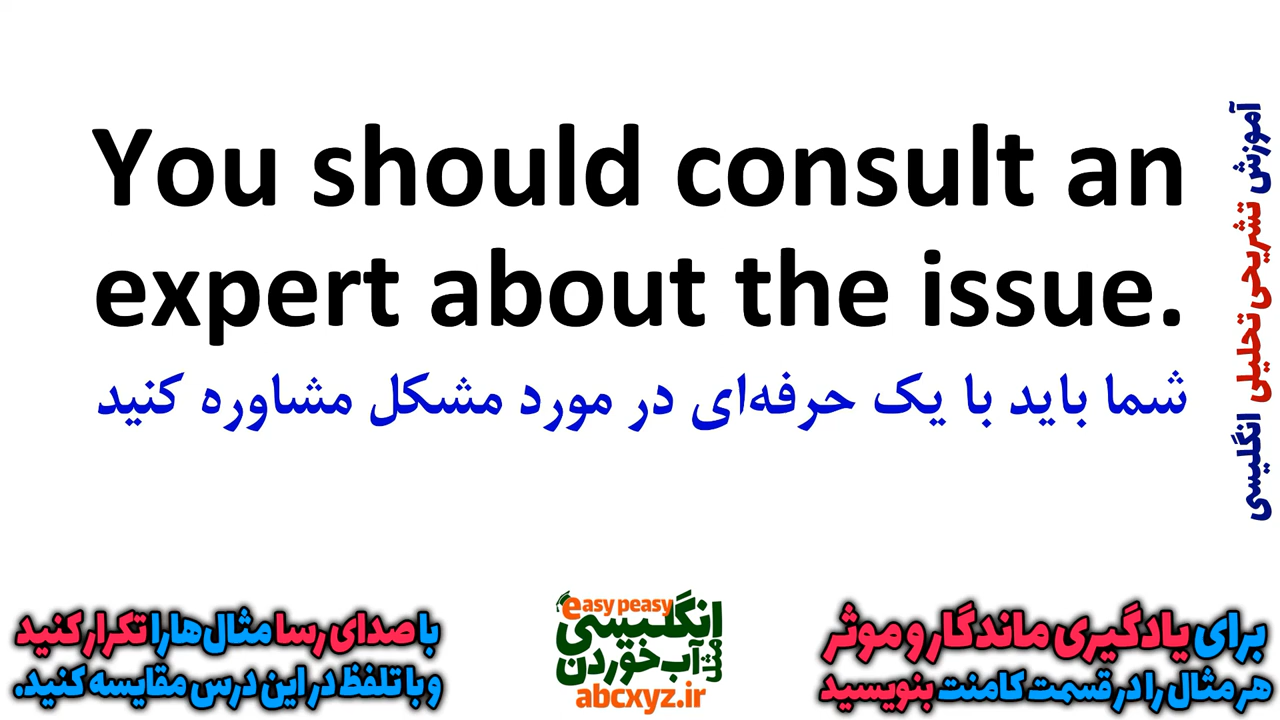 You should consult an
expert about the issue.
شما باید با یک حرفه‌ای در مورد مشکل مشاوره کنید
آموزش تشریحی تحلیلی انگلیسی
برای یادگیری ماندگار و موثر
هر مثال را در قسمت کامنت بنویسید
easy peasy
انگلیسی
مثل آب خوردن
abcxyz.ir
با صدای رسا مثال‌ها را تکرار کنید
و با تلفظ در این درس مقایسه کنید.